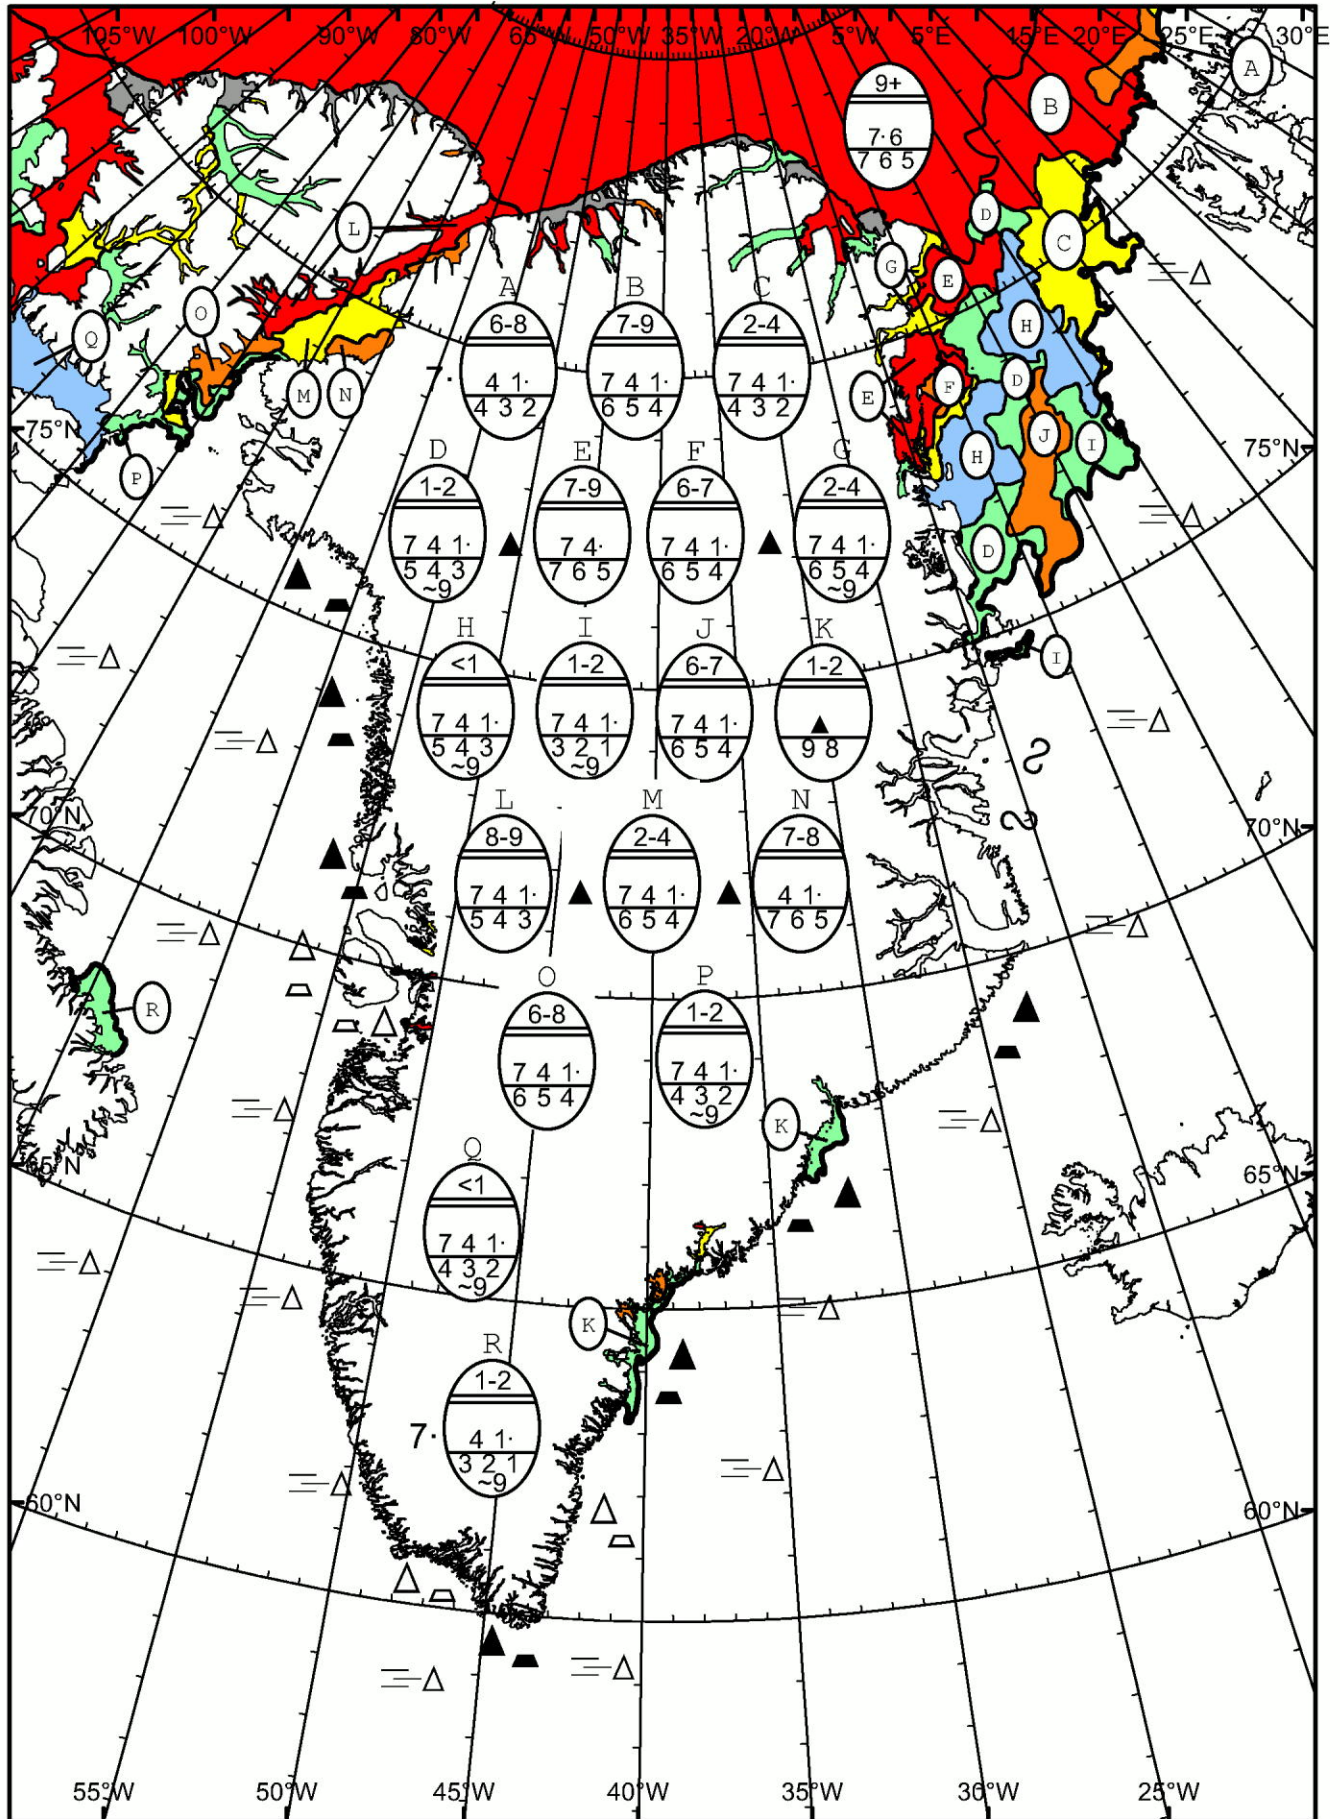 105°W 100°W 90°W 80°W 65°W 50°W 35°W 20°W 5°W 5°E 15°E 20°E 25°E 30°E
A
9+
B
7· 6
7 6 5
L
D
C
G
E
O
A B C
H
Q
6-8 7-9 2-4
7·
4 1· 7 4 1· 7 4 1·
4 3 2 6 5 4 4 3 2
M N
E F D
75°N
J I 75°N
D E F G
H
P
1-2 7-9 6-7 2-4
7 4 1· 7 4· 7 4 1· 7 4 1·
D
5 4 3 7 6 5 6 5 4 6 5 4
~9 ~9
H I J K
I
<1 1-2 6-7 1-2
7 4 1· 7 4 1· 7 4 1·
5 4 3 3 2 1 6 5 4 9 8
~9 ~9
L M N
70°N 70°N
8-9 2-4 7-8
7 4 1· 7 4 1· 4 1·
5 4 3 6 5 4 7 6 5
O P
R
6-8 1-2
7 4 1· 7 4 1·
6 5 4 4 3 2
~9
K
Q
65°N 65°N
<1
7 4 1·
4 3 2
~9
K
R
1-2
7·
4 1·
3 2 1
~9
60°N 60°N
55°W 50°W 45°W 40°W 35°W 30°W 25°W